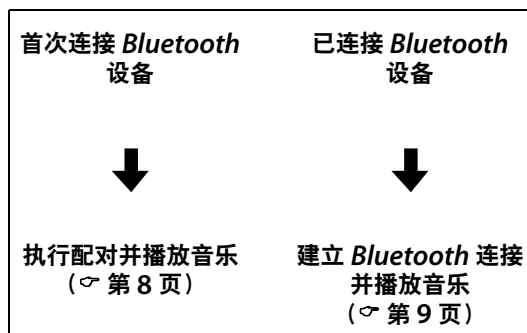 首次连接 Bluetooth
设备
执行配对并播放音乐
(☞ 第 8 页)
已连接 Bluetooth
设备
建立 Bluetooth 连接
并播放音乐
(☞ 第 9 页)